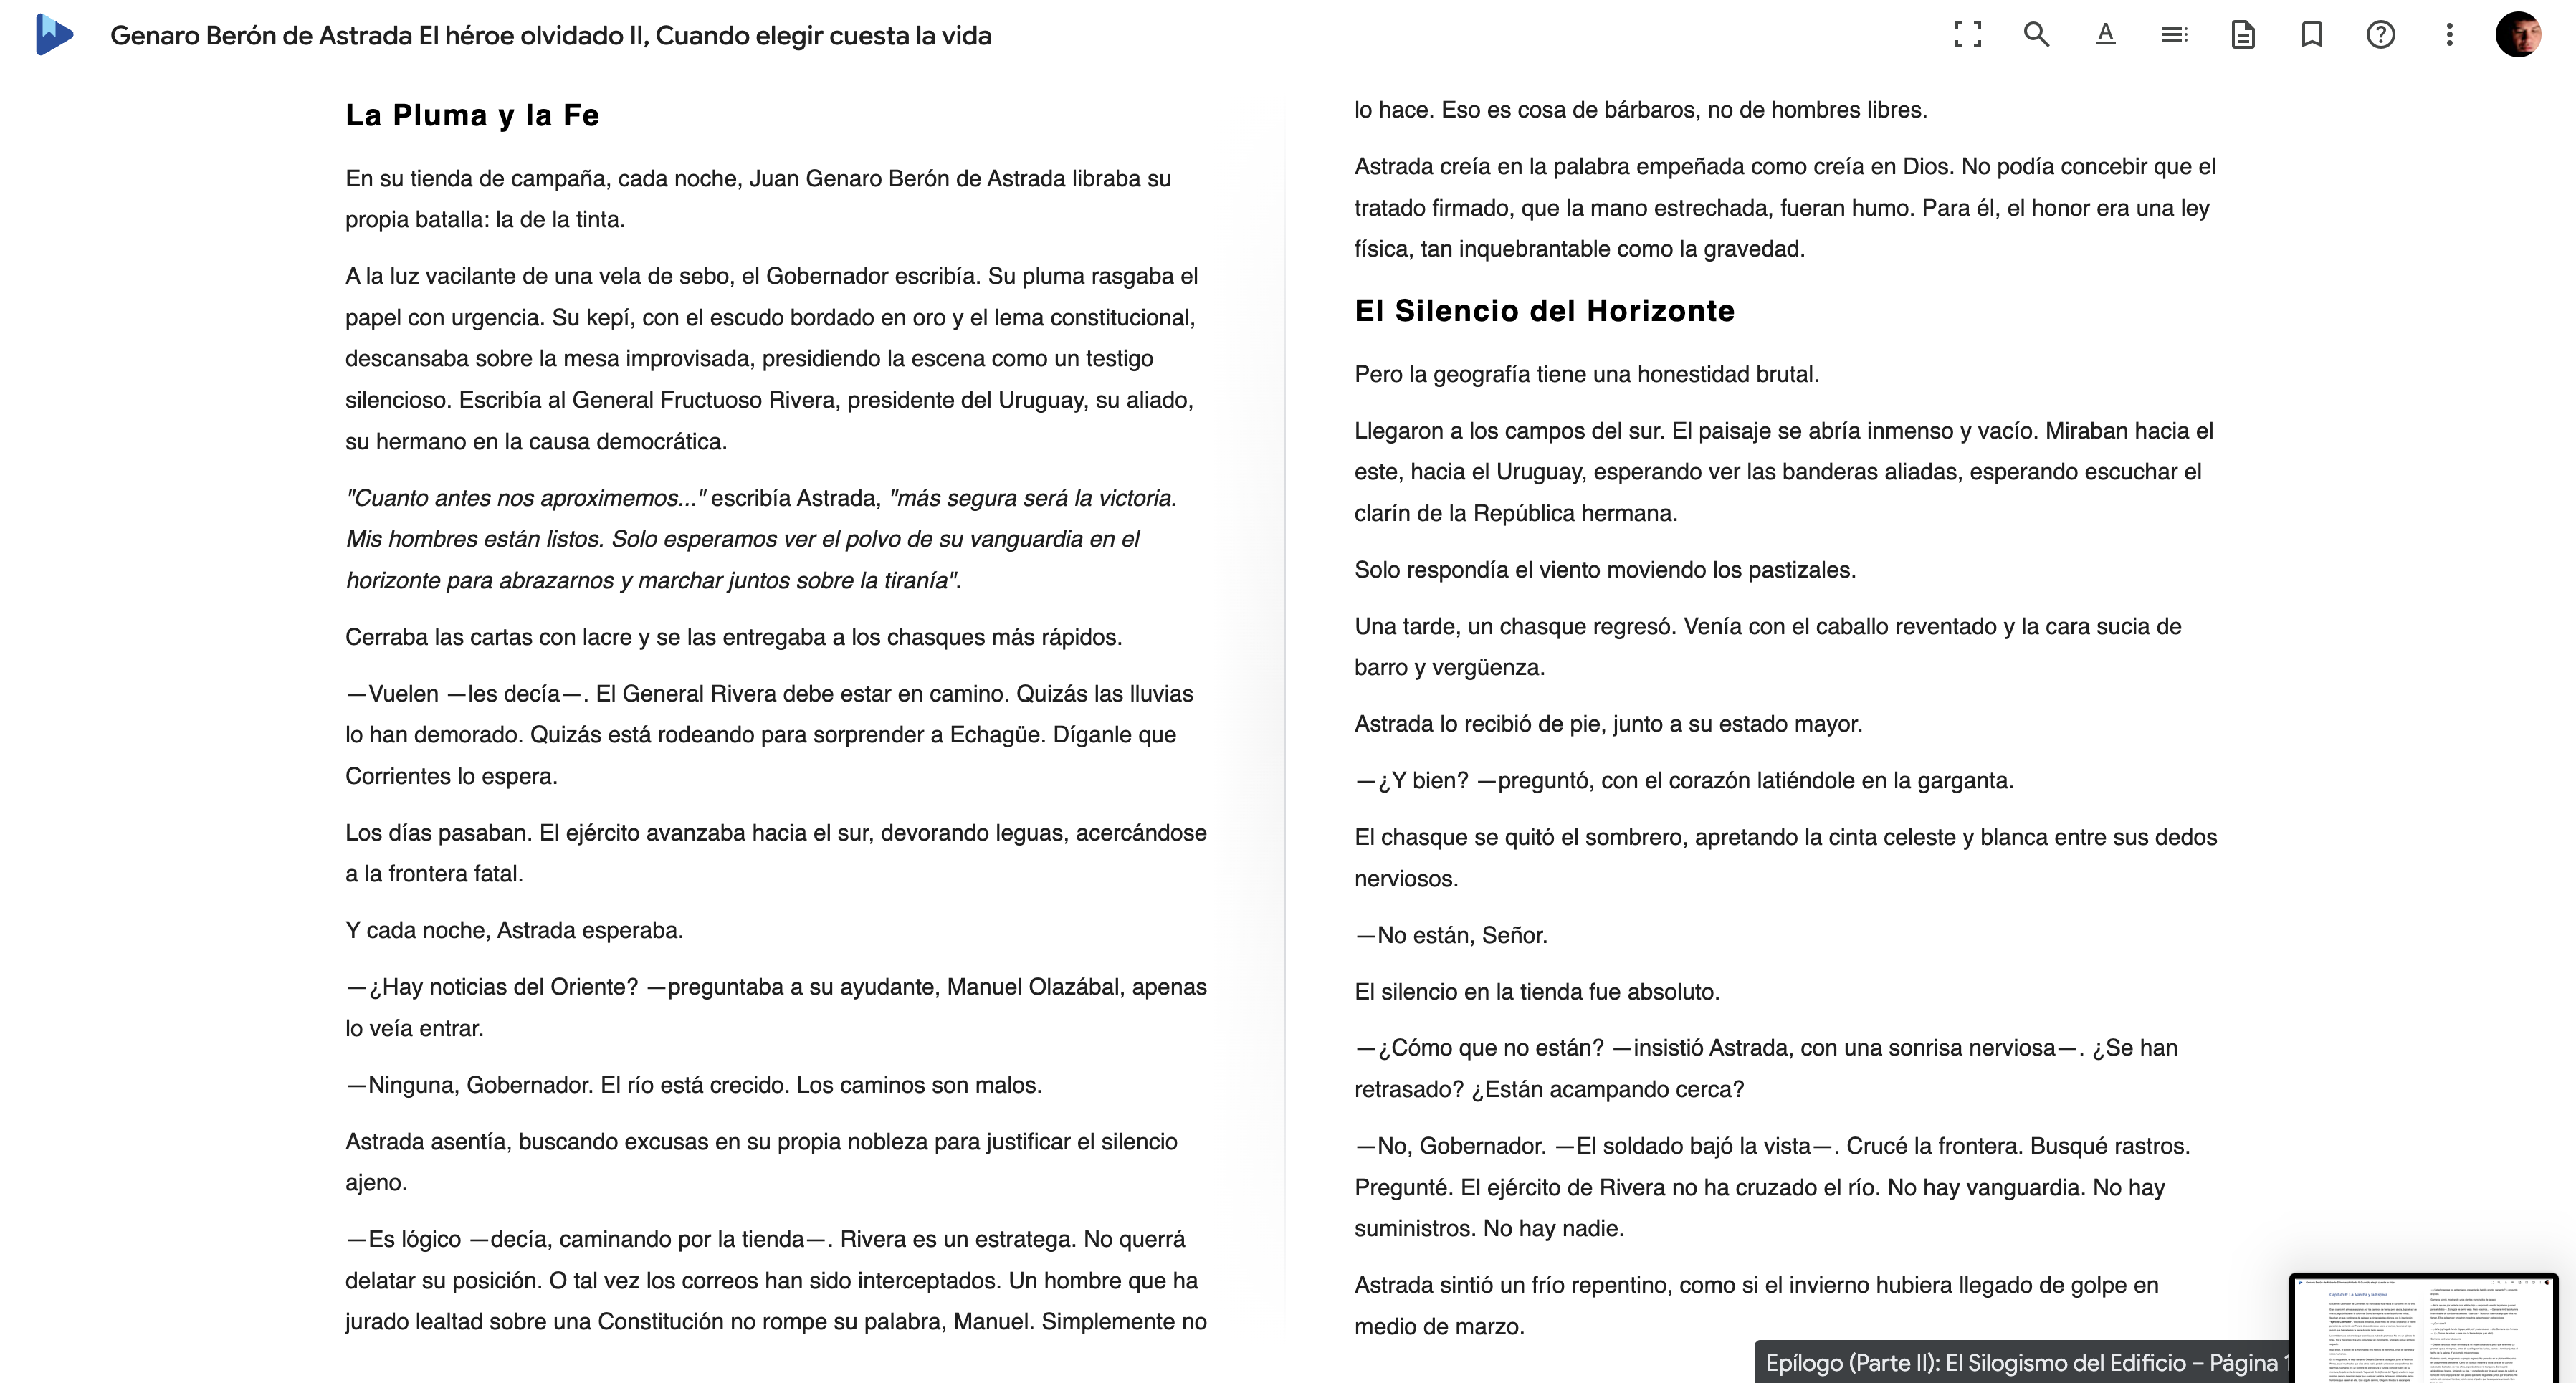 Genaro Berón de Astrada El héroe olvidado II, Cuando elegir cuesta la vida
La Pluma y la Fe
En su tienda de campaña, cada noche, Juan Genaro Berón de Astrada libraba su
propia batalla: la de la tinta.
A la luz vacilante de una vela de sebo, el Gobernador escribía. Su pluma rasgaba el
papel con urgencia. Su kepí, con el escudo bordado en oro y el lema constitucional,
descansaba sobre la mesa improvisada, presidiendo la escena como un testigo
silencioso. Escribía al General Fructuoso Rivera, presidente del Uruguay, su aliado,
su hermano en la causa democrática.
"Cuanto antes nos aproximemos..." escribía Astrada, "más segura será la victoria.
Mis hombres están listos. Solo esperamos ver el polvo de su vanguardia en el
horizonte para abrazarnos y marchar juntos sobre la tiranía".
Cerraba las cartas con lacre y se las entregaba a los chasques más rápidos.
—Vuelen —les decía—. El General Rivera debe estar en camino. Quizás las lluvias
lo han demorado. Quizás está rodeando para sorprender a Echagüe. Díganle que
Corrientes lo espera.
Los días pasaban. El ejército avanzaba hacia el sur, devorando leguas, acercándose
a la frontera fatal.
Y cada noche, Astrada esperaba.
—¿Hay noticias del Oriente? —preguntaba a su ayudante, Manuel Olazábal, apenas
lo veía entrar.
—Ninguna, Gobernador. El río está crecido. Los caminos son malos.
Astrada asentía, buscando excusas en su propia nobleza para justificar el silencio
ajeno.
—Es lógico —decía, caminando por la tienda—. Rivera es un estratega. No querrá
delatar su posición. O tal vez los correos han sido interceptados. Un hombre que ha
jurado lealtad sobre una Constitución no rompe su palabra, Manuel. Simplemente no
lo hace. Eso es cosa de bárbaros, no de hombres libres.
Astrada creía en la palabra empeñada como creía en Dios. No podía concebir que el
tratado firmado, que la mano estrechada, fueran humo. Para él, el honor era una ley
física, tan inquebrantable como la gravedad.
El Silencio del Horizonte
Pero la geografía tiene una honestidad brutal.
Llegaron a los campos del sur. El paisaje se abría inmenso y vacío. Miraban hacia el
este, hacia el Uruguay, esperando ver las banderas aliadas, esperando escuchar el
clarín de la República hermana.
Solo respondía el viento moviendo los pastizales.
Una tarde, un chasque regresó. Venía con el caballo reventado y la cara sucia de
barro y vergüenza.
Astrada lo recibió de pie, junto a su estado mayor.
—¿Y bien? —preguntó, con el corazón latiéndole en la garganta.
El chasque se quitó el sombrero, apretando la cinta celeste y blanca entre sus dedos
nerviosos.
—No están, Señor.
El silencio en la tienda fue absoluto.
—¿Cómo que no están? —insistió Astrada, con una sonrisa nerviosa—. ¿Se han
retrasado? ¿Están acampando cerca?
—No, Gobernador. —El soldado bajó la vista—. Crucé la frontera. Busqué rastros.
Pregunté. El ejército de Rivera no ha cruzado el río. No hay vanguardia. No hay
suministros. No hay nadie.
Astrada sintió un frío repentino, como si el invierno hubiera llegado de golpe en
medio de marzo.
Epílogo (Parte II): El Silogismo del Edificio – Página 1